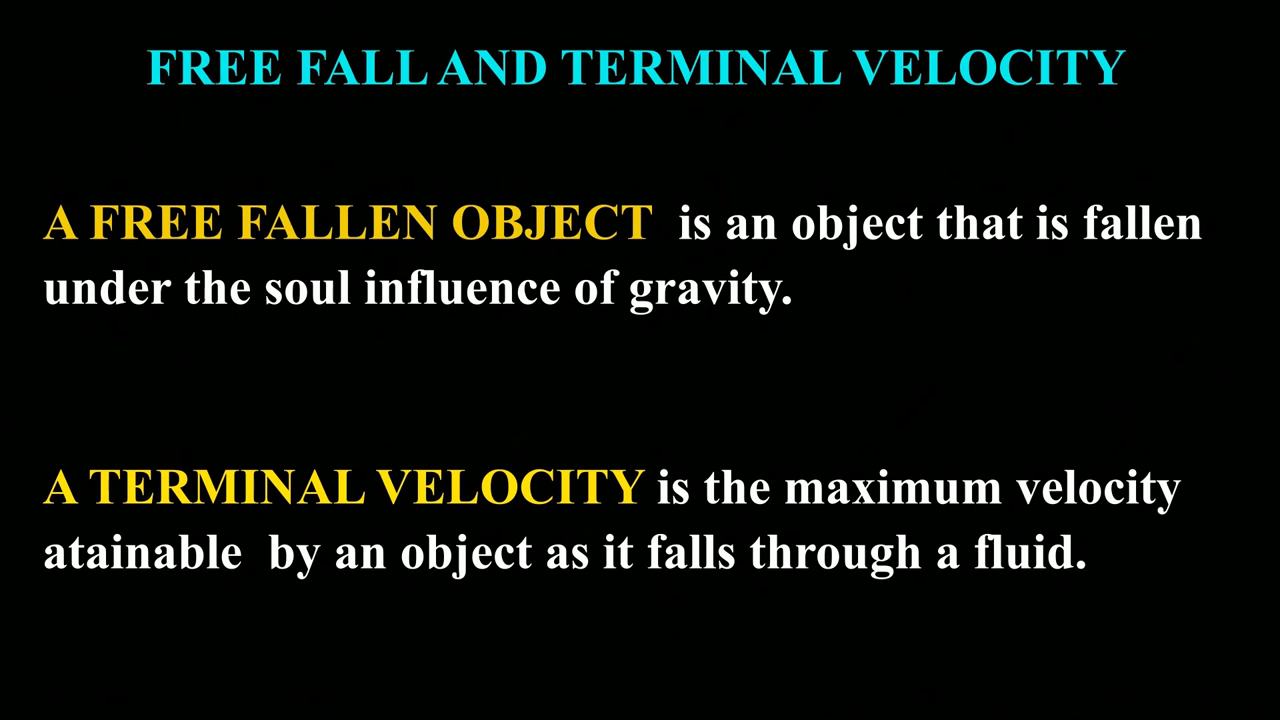 FREE FALL AND TERMINAL VELOCITY
A FREE FALLEN OBJECT is an object that is fallen
under the soul influence of gravity.
A TERMINAL VELOCITY is the maximum velocity
atainable by an object as it falls through a fluid.